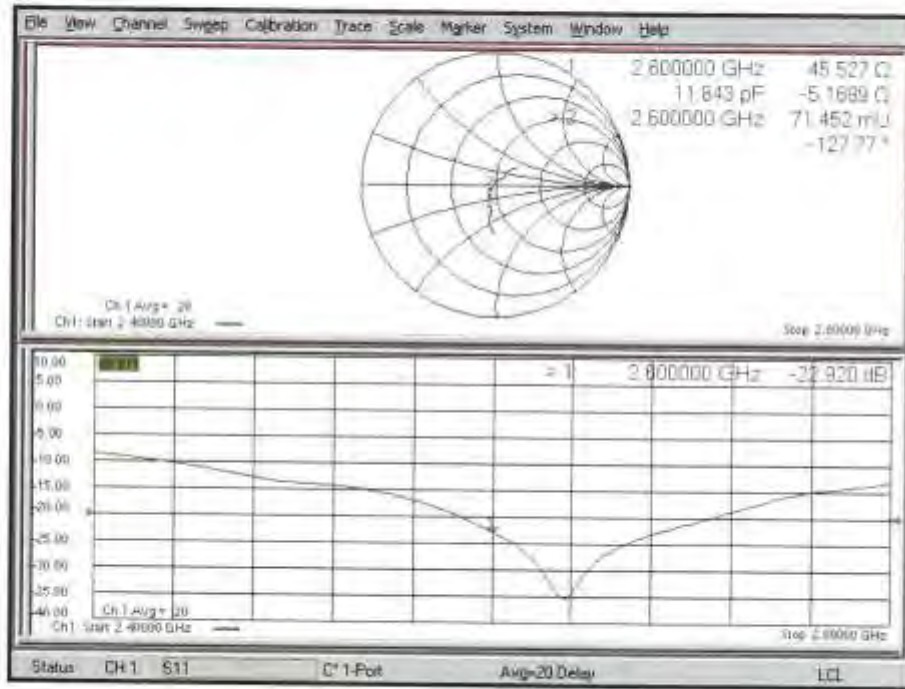 File View Channel Sweep Calibration Trace Scale Marker System Window Help
2.600000 GHz 45.527 Ω
11.843 pF -5.1689 Ω
2.600000 GHz 71.452 mU
-127.77 °
Ch 1 Avg = 20
Ch1: Start 2.40000 GHz
Stop 2.80000 GHz
10.00
5.00
0.00
-5.00
-10.00
-15.00
-20.00
-25.00
-30.00
-35.00
-40.00
> 1 2.600000 GHz -22.920 dB
Ch 1 Avg = 20
Ch1: Start 2.40000 GHz
Stop 2.80000 GHz
Status CH 1 S11 C* 1-Port Avg=20 Delay LCL